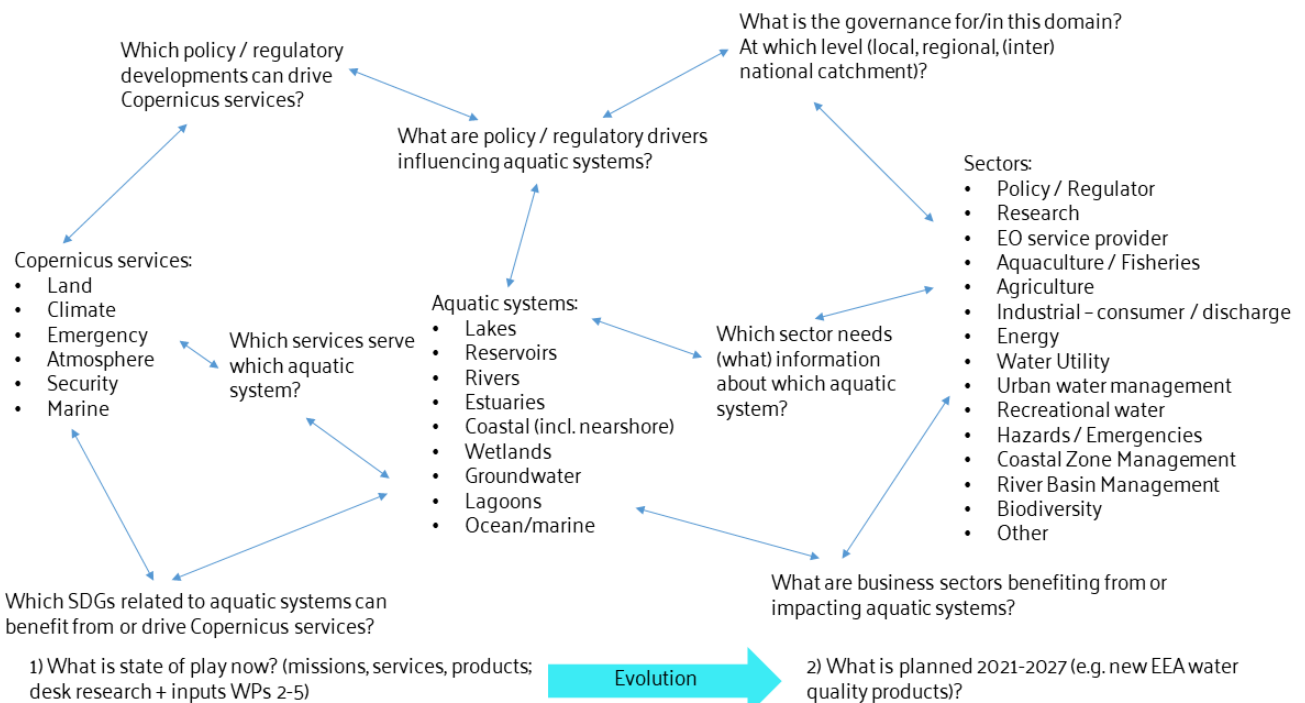 What is the governance for/in this domain?
At which level (local, regional, (inter)
national catchment)?
Which policy / regulatory
developments can drive
Copernicus services?
What are policy / regulatory drivers
influencing aquatic systems?
Sectors:
• Policy / Regulator
• Research
• EO service provider
• Aquaculture / Fisheries
• Agriculture
• Industrial – consumer / discharge
• Energy
• Water Utility
• Urban water management
• Recreational water
• Hazards / Emergencies
• Coastal Zone Management
• River Basin Management
• Biodiversity
• Other
Copernicus services:
• Land
• Climate
• Emergency
• Atmosphere
• Security
• Marine
Which services serve
which aquatic
system?
Aquatic systems:
• Lakes
• Reservoirs
• Rivers
• Estuaries
• Coastal (incl. nearshore)
• Wetlands
• Groundwater
• Lagoons
• Ocean/marine
Which sector needs
(what) information
about which aquatic
system?
What are business sectors benefiting from or
impacting aquatic systems?
Which SDGs related to aquatic systems can
benefit from or drive Copernicus services?
1) What is state of play now? (missions, services, products;
desk research + inputs WPs 2-5)
Evolution
2) What is planned 2021-2027 (e.g. new EEA water
quality products)?